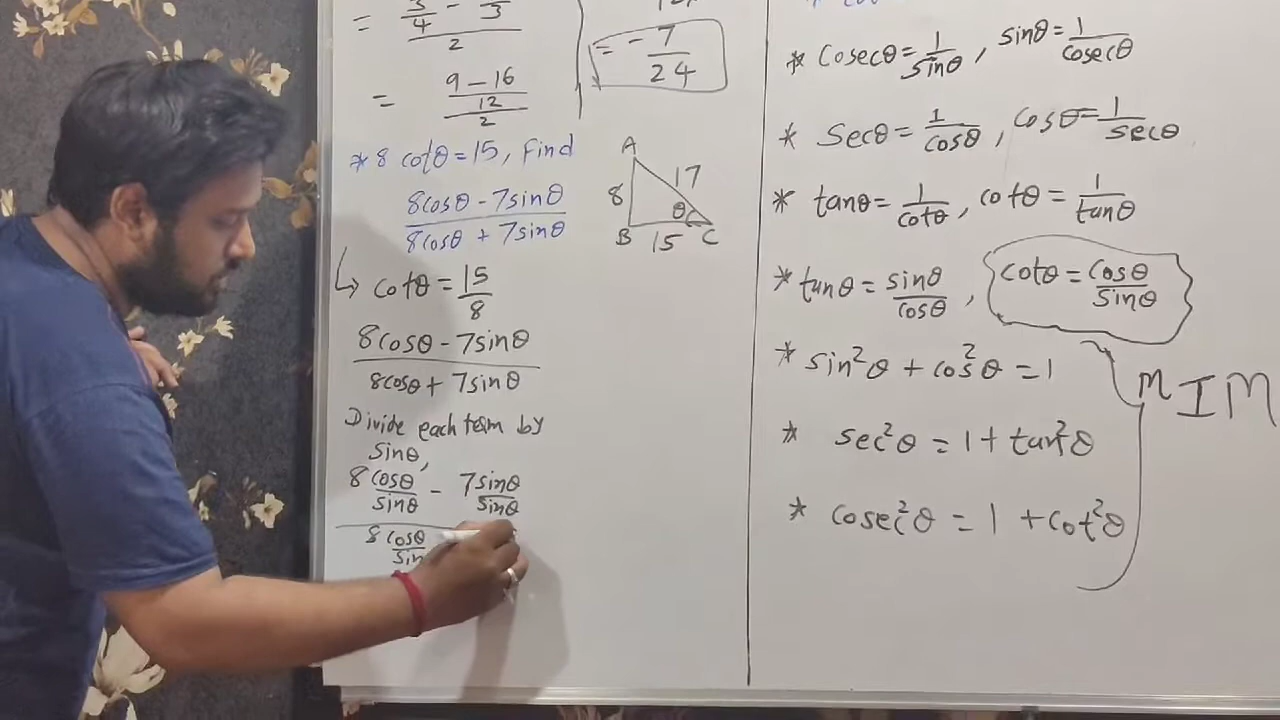 = 3/4 - 3 / 2
= 9 - 16 / 12 / 2
= - 7/24
* 8 cotθ = 15, Find
8cosθ - 7sinθ
8cosθ + 7sinθ
A
8
17
θ
B 15 C
↳ cotθ = 15/8
8cosθ - 7sinθ
8cosθ + 7sinθ
Divide each term by
sinθ,
8 cosθ/sinθ - 7 sinθ/sinθ
8 cosθ/sin
* Cosecθ = 1/sinθ, sinθ = 1/cosecθ
* Secθ = 1/cosθ, cosθ = 1/secθ
* tanθ = 1/cotθ, cotθ = 1/tanθ
* tanθ = sinθ/cosθ, cotθ = cosθ/sinθ
* sin²θ + cos²θ = 1
MIM
* sec²θ = 1 + tan²θ
* cosec²θ = 1 + cot²θ